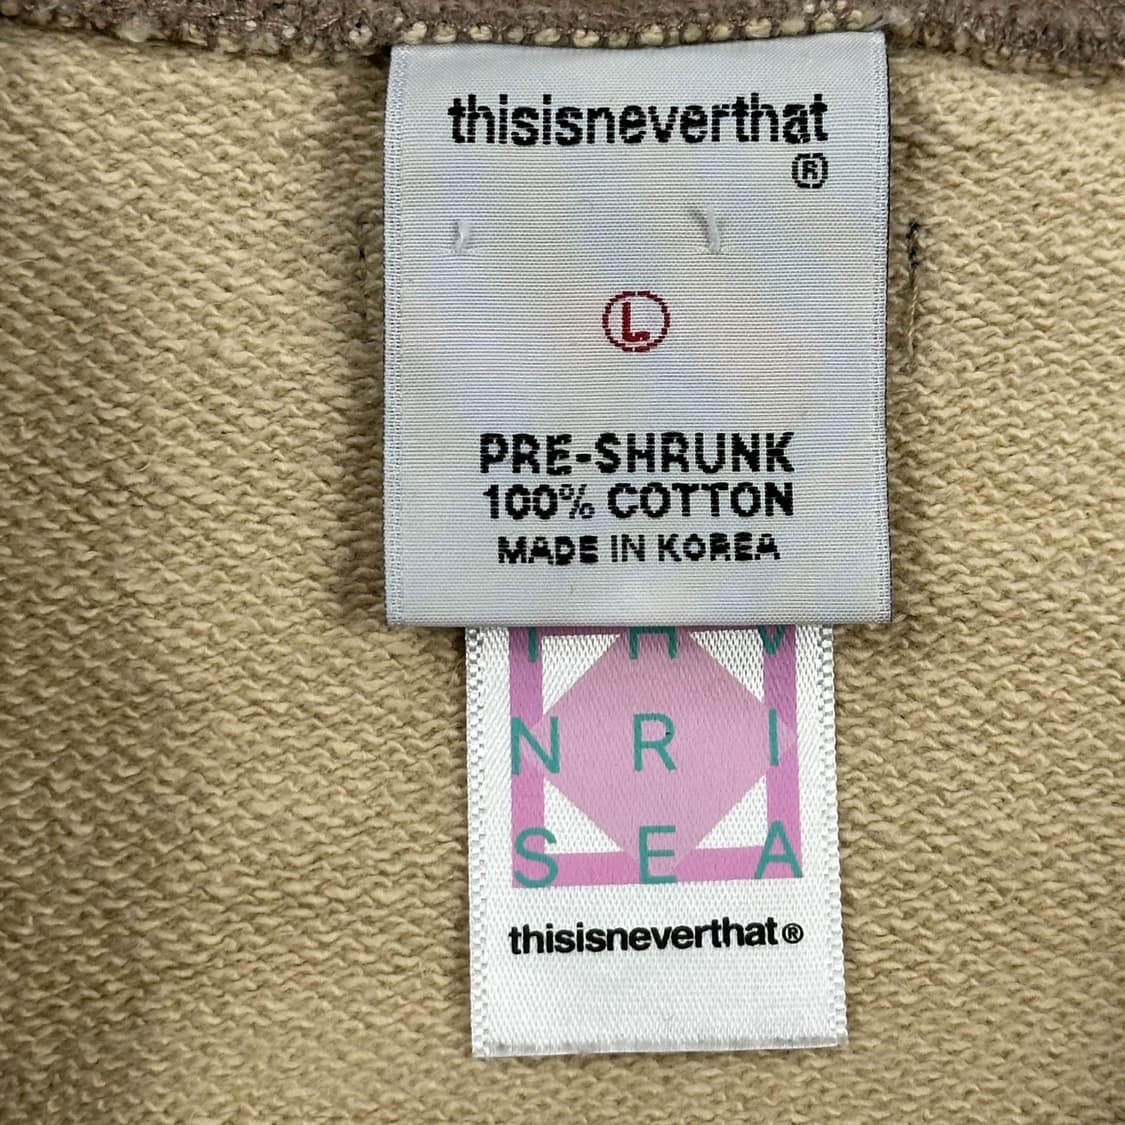 thisisneverthat
®
L
PRE-SHRUNK
100% COTTON
MADE IN KOREA
N R I
S E A
thisisneverthat®